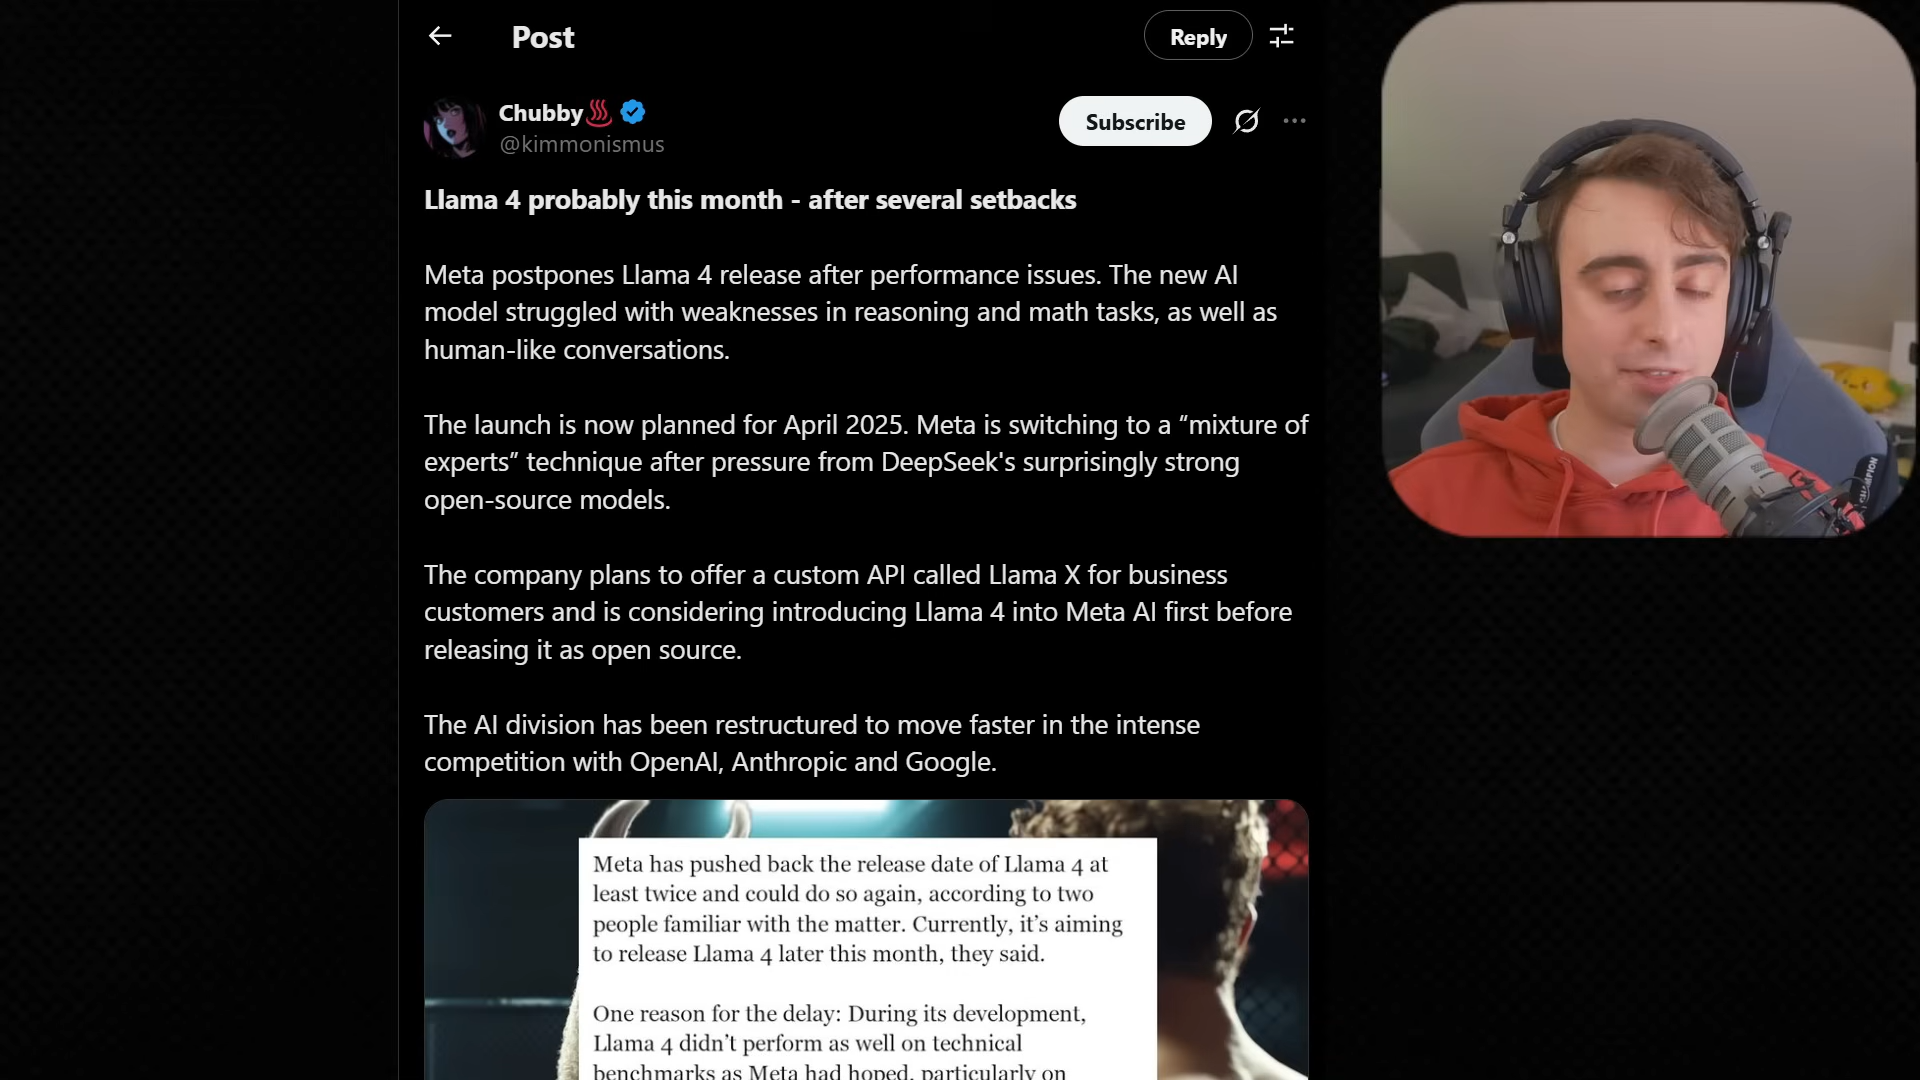 Post
Reply
Chubby♨️
@kimmonismus
Subscribe
Llama 4 probably this month - after several setbacks
Meta postpones Llama 4 release after performance issues. The new AI
model struggled with weaknesses in reasoning and math tasks, as well as
human-like conversations.
The launch is now planned for April 2025. Meta is switching to a “mixture of
experts” technique after pressure from DeepSeek's surprisingly strong
open-source models.
The company plans to offer a custom API called Llama X for business
customers and is considering introducing Llama 4 into Meta AI first before
releasing it as open source.
The AI division has been restructured to move faster in the intense
competition with OpenAI, Anthropic and Google.
Meta has pushed back the release date of Llama 4 at
least twice and could do so again, according to two
people familiar with the matter. Currently, it’s aiming
to release Llama 4 later this month, they said.
One reason for the delay: During its development,
Llama 4 didn’t perform as well on technical
benchmarks as Meta had hoped, particularly on